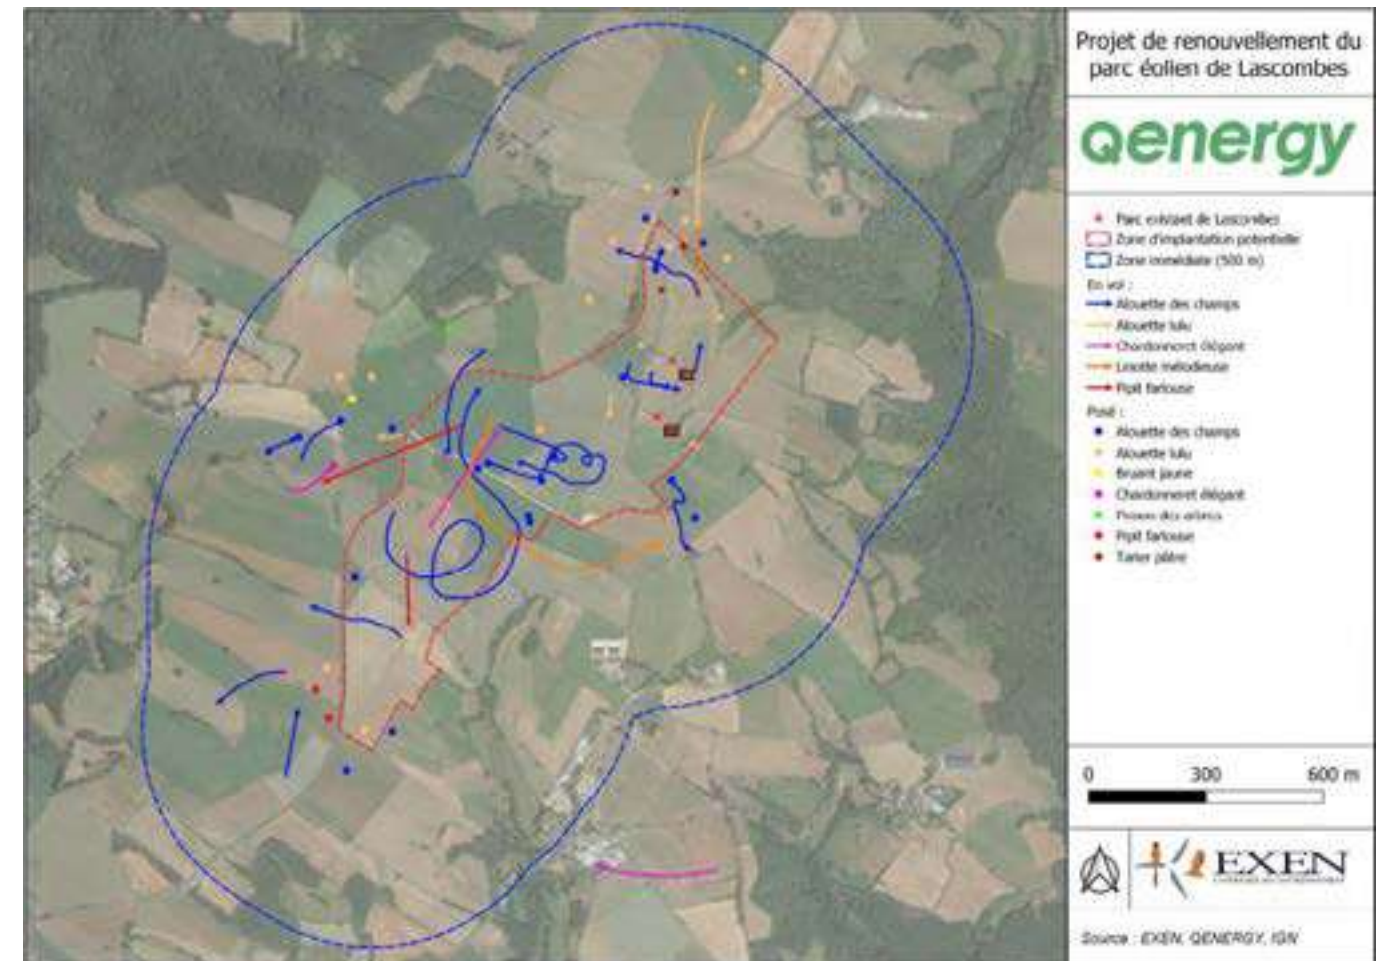 Projet de renouvellement du
parc éolien de Lascombes
Qenergy
Parc existant de Lascombes
Zone d'implantation potentielle
Zone immédiate (500 m)
En vol :
Alouette des champs
Alouette lulu
Chardonneret élégant
Linotte mélodieuse
Pipit farlouse
Posé :
Alouette des champs
Alouette lulu
Bruant jaune
Chardonneret élégant
Pinson des arbres
Pipit farlouse
Tarier pâtre
0 300 600 m
EXEN
Source : EXEN, QENERGY, IGN